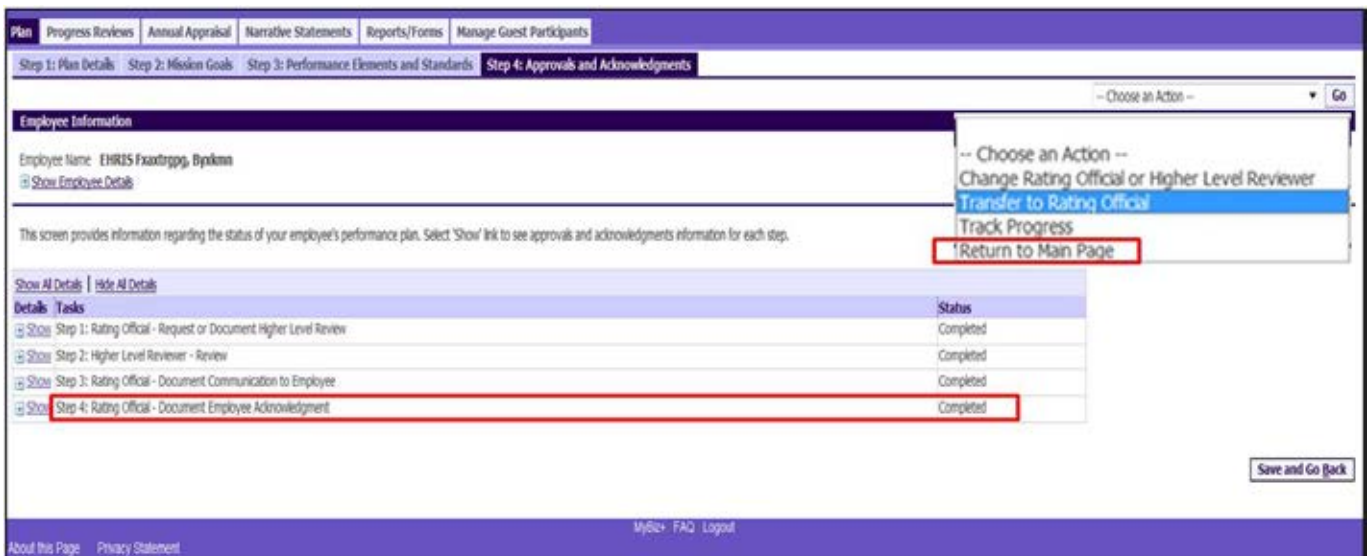 Plan Progress Reviews Annual Appraisal Narrative Statements Reports/Forms Manage Guest Participants
Step 1: Plan Details Step 2: Mission Goals Step 3: Performance Elements and Standards Step 4: Approvals and Acknowledgments
-- Choose an Action -- Go
Employee Information
-- Choose an Action --
Change Rating Official or Higher Level Reviewer
Transfer to Rating Official
Track Progress
Return to Main Page
Employee Name EHRIS Fxaxtrgpg, Byxkmn
Show Employee Details
This screen provides information regarding the status of your employee's performance plan. Select 'Show' link to see approvals and acknowledgments information for each step.
Show All Details | Hide All Details
Details Tasks Status
Show Step 1: Rating Official - Request or Document Higher Level Review Completed
Show Step 2: Higher Level Reviewer - Review Completed
Show Step 3: Rating Official - Document Communication to Employee Completed
Show Step 4: Rating Official - Document Employee Acknowledgment Completed
Save and Go Back
MyBiz+ FAQ Logout
About this Page Privacy Statement